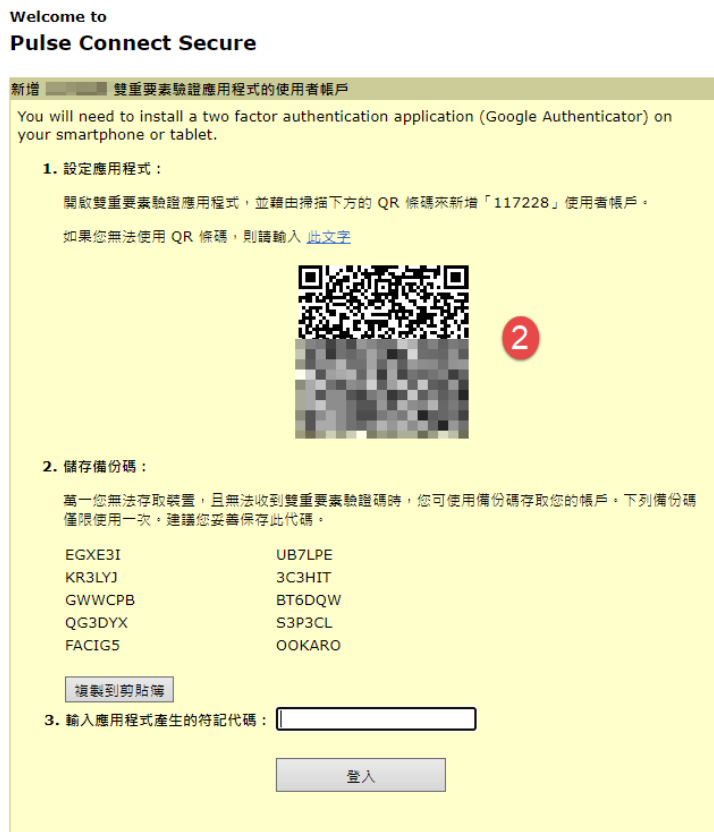 Welcome to
Pulse Connect Secure
新增 雙重要素驗證應用程式的使用者帳戶
You will need to install a two factor authentication application (Google Authenticator) on
your smartphone or tablet.
1. 設定應用程式：
開啟雙重要素驗證應用程式，並藉由掃描下方的 QR 條碼來新增「117228」使用者帳戶。
如果您無法使用 QR 條碼，則請輸入 此文字
2
2. 儲存備份碼：
萬一您無法存取裝置，且無法收到雙重要素驗證碼時，您可使用備份碼存取您的帳戶。下列備份碼
僅限使用一次。建議您妥善保存此代碼。
EGXE3I UB7LPE
KR3LYJ 3C3HIT
GWWCPB BT6DQW
QG3DYX S3P3CL
FACIG5 OOKARO
複製到剪貼簿
3. 輸入應用程式產生的符記代碼：
登入